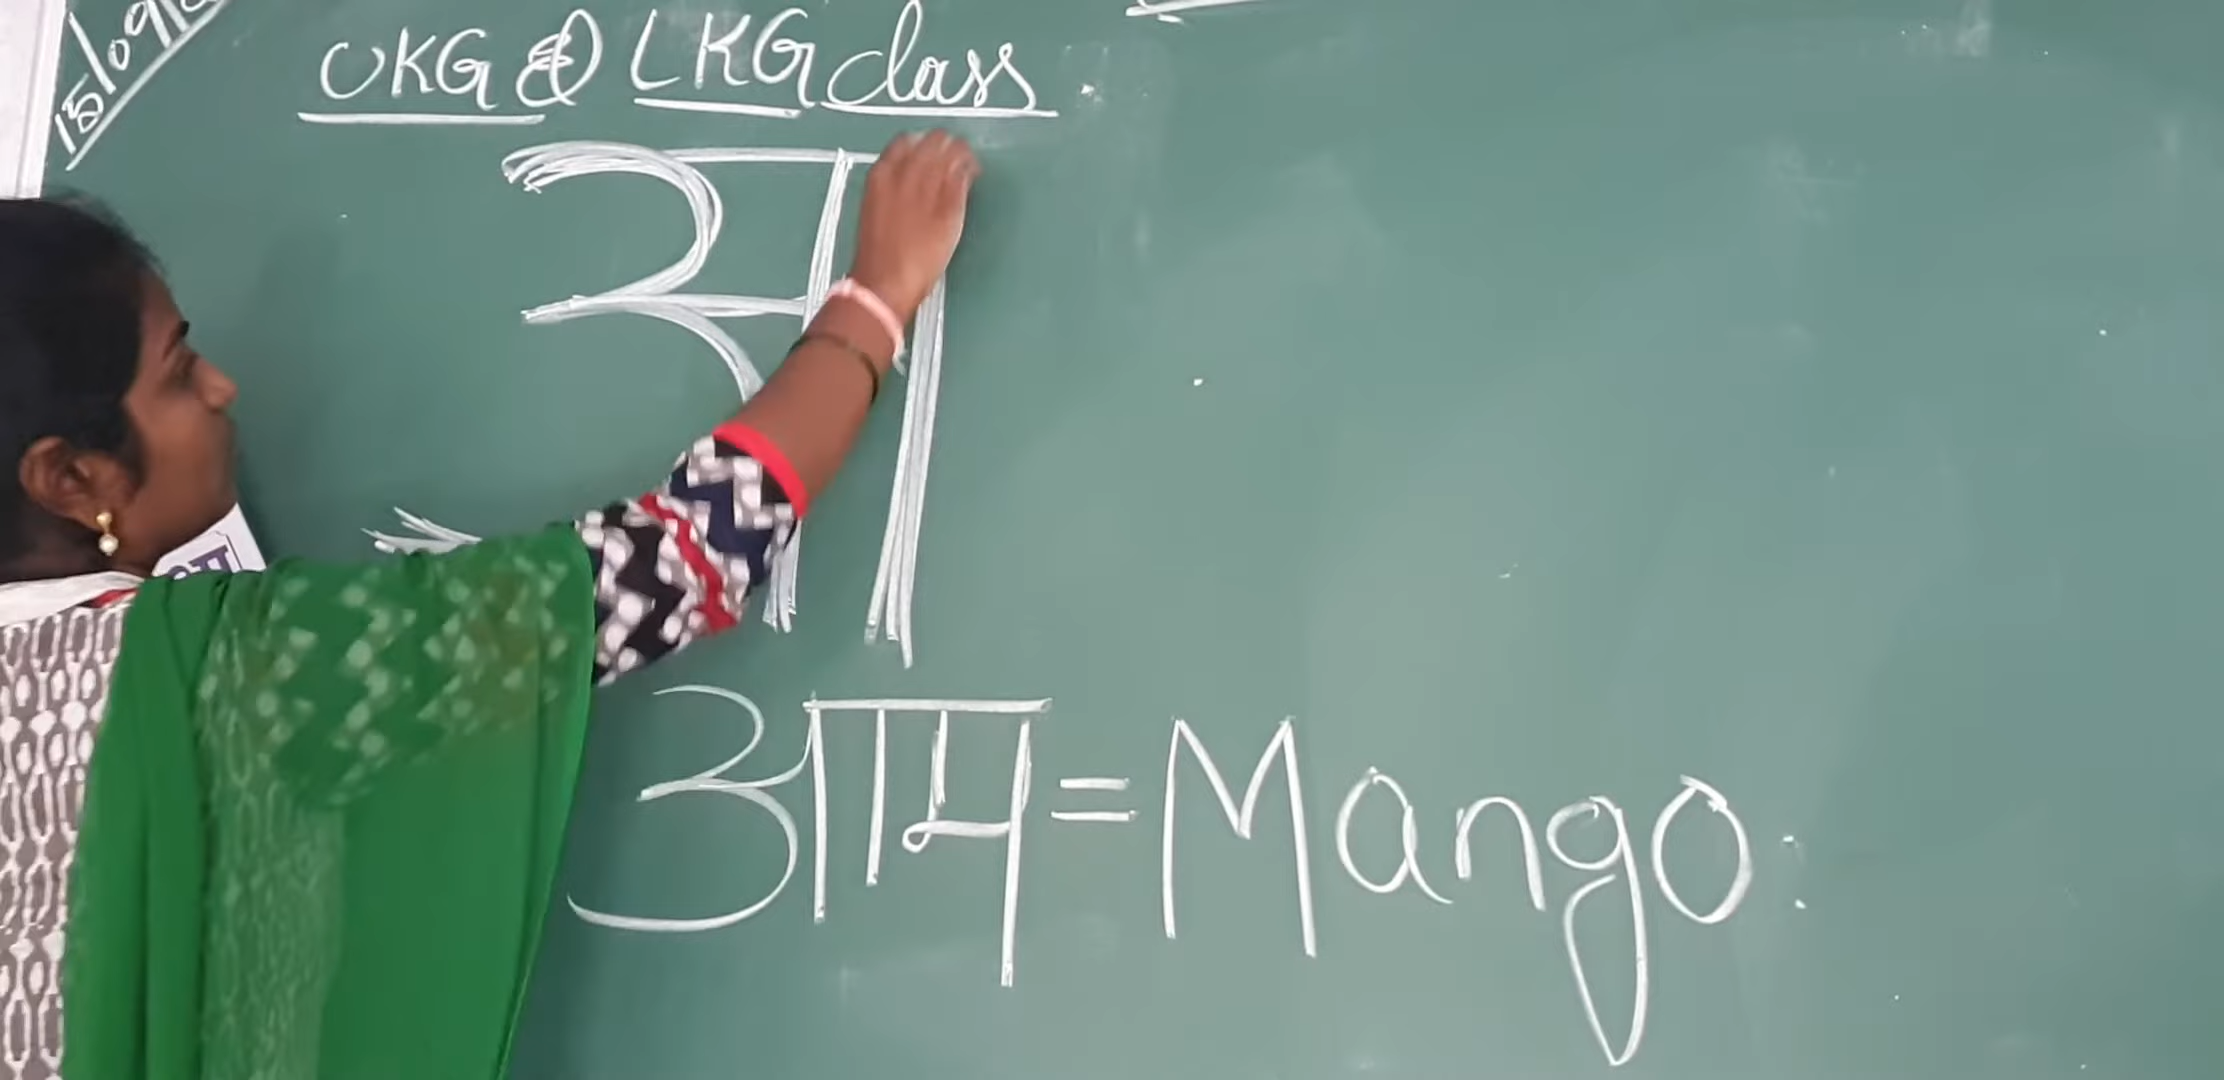 UKG & LKG class
आ
आम = Mango.